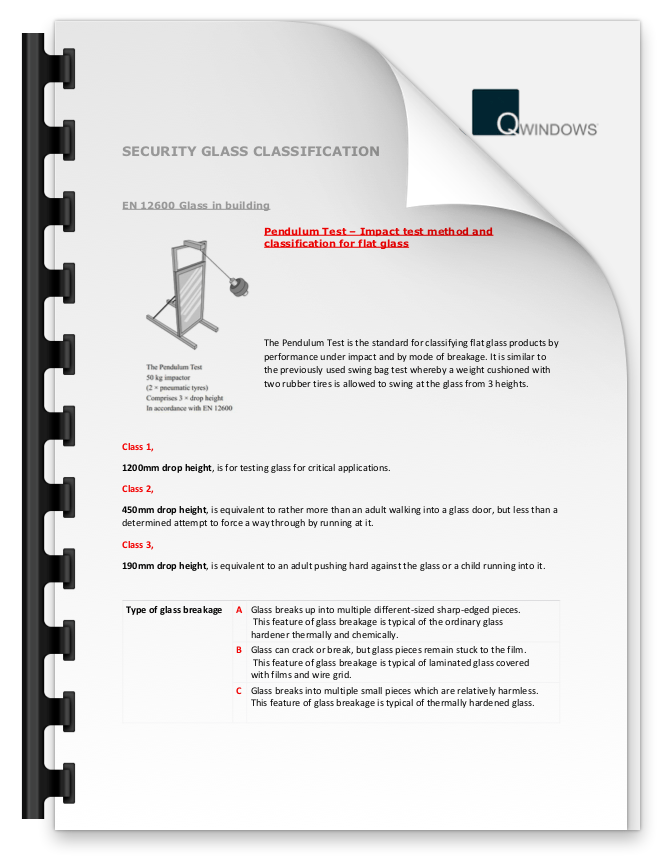 QWINDOWS
SECURITY GLASS CLASSIFICATION
EN 12600 Glass in building
Pendulum Test – Impact test method and
classification for flat glass
The Pendulum Test is the standard for classifying flat glass products by
performance under impact and by mode of breakage. It is similar to
the previously used swing bag test whereby a weight cushioned with
two rubber tires is allowed to swing at the glass from 3 heights.
The Pendulum Test
50 kg impactor
(2 × pneumatic tyres)
Comprises 3 × drop height
In accordance with EN 12600
Class 1,
1200mm drop height, is for testing glass for critical applications.
Class 2,
450mm drop height, is equivalent to rather more than an adult walking into a glass door, but less than a
determined attempt to force a way through by running at it.
Class 3,
190mm drop height, is equivalent to an adult pushing hard against the glass or a child running into it.
Type of glass breakage
A Glass breaks up into multiple different-sized sharp-edged pieces.
This feature of glass breakage is typical of the ordinary glass
hardener thermally and chemically.
B Glass can crack or break, but glass pieces remain stuck to the film.
This feature of glass breakage is typical of laminated glass covered
with films and wire grid.
C Glass breaks into multiple small pieces which are relatively harmless.
This feature of glass breakage is typical of thermally hardened glass.